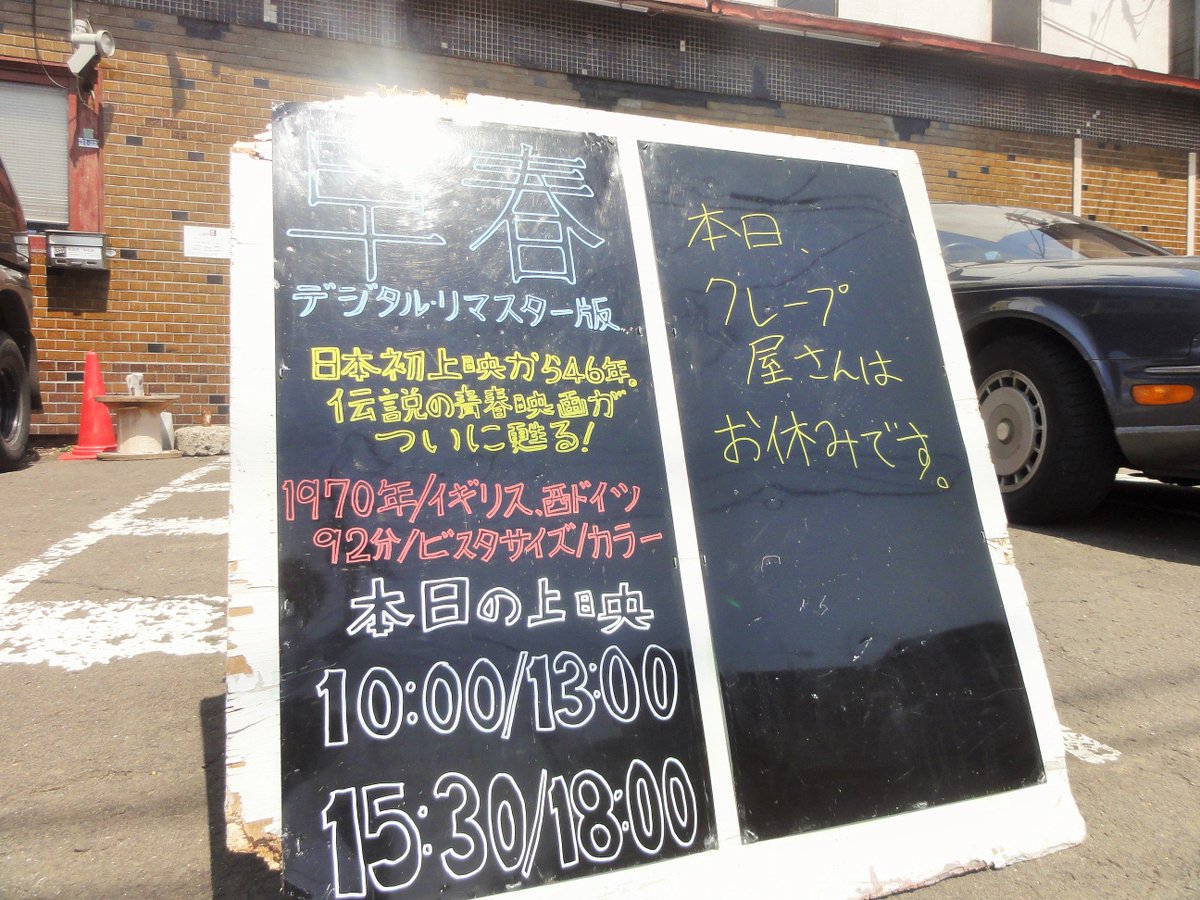 早春
デジタル・リマスター版
日本初上映から46年。
伝説の青春映画が
ついに甦る!
1970年/イギリス、西ドイツ
92分/ビスタサイズ/カラー
本日の上映
10:00/13:00
15:30/18:00
本日、
クレープ
屋さんは
お休みです。